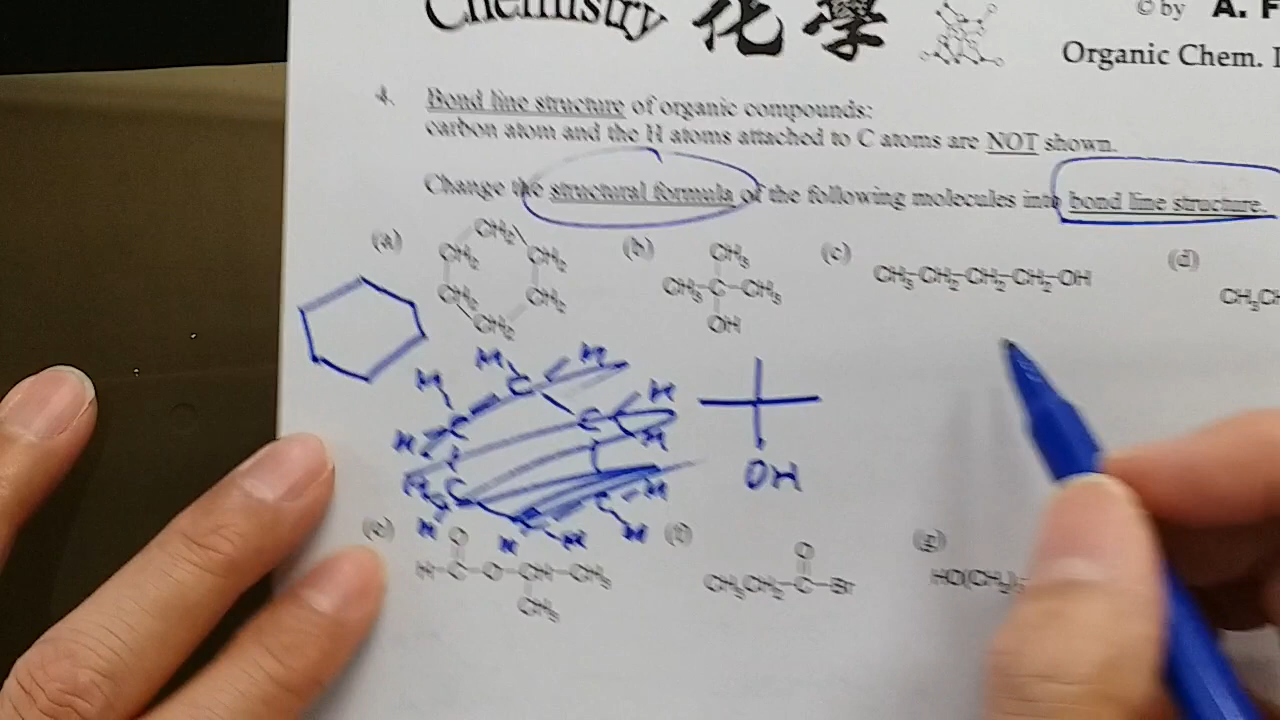 Chemistry 化學
© by A. F
Organic Chem. I
4. Bond line structure of organic compounds:
carbon atom and the H atoms attached to C atoms are NOT shown.
Change the structural formula of the following molecules into bond line structure.
(a) (b) (c) (d)
CH₂ CH₂ CH₂ CH₂ CH₂ CH₂
CH₃
CH₃-C-CH₃
OH
CH₃-CH₂-CH₂-CH₂-OH
CH₃C
H H
H C H
C C H
H H
C C H
H C H
H H H
OH
(e) (f) (g)
O
H-C-O-CH-CH₃
CH₃
O
CH₃CH₂-C-Br
HO(CH₂)